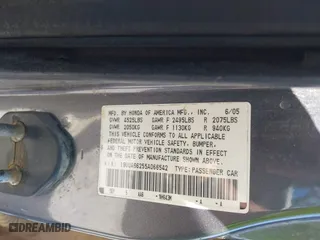 MFD. BY HONDA OF AMERICA MFG., INC. 6/05
GVWR 4525LBS GAWR F 2495LBS R 2075LBS
GVWR 2050KG GAWR F 1130KG R 940KG
THIS VEHICLE CONFORMS TO ALL APPLICABLE
FEDERAL MOTOR VEHICLE SAFETY, BUMPER,
AND THEFT PREVENTION STANDARDS IN EFFECT
ON THE DATE OF MANUFACTURE SHOWN ABOVE.
V.I.N.: TYPE:PASSENGER CAR